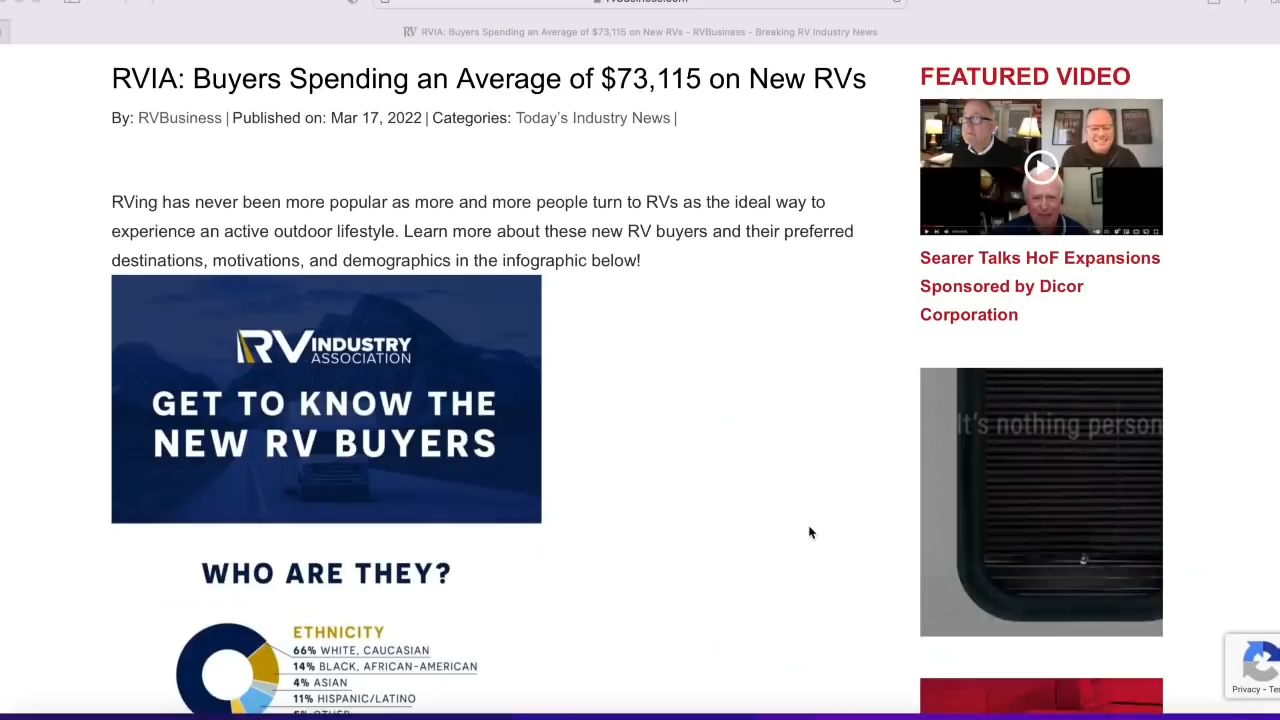 RV RVIA: Buyers Spending an Average of $73,115 on New RVs - RVBusiness - Breaking RV Industry News
RVIA: Buyers Spending an Average of $73,115 on New RVs
By: RVBusiness | Published on: Mar 17, 2022 | Categories: Today's Industry News |
RVing has never been more popular as more and more people turn to RVs as the ideal way to
experience an active outdoor lifestyle. Learn more about these new RV buyers and their preferred
destinations, motivations, and demographics in the infographic below!
RV INDUSTRY
ASSOCIATION
GET TO KNOW THE
NEW RV BUYERS
WHO ARE THEY?
ETHNICITY
66% WHITE, CAUCASIAN
14% BLACK, AFRICAN-AMERICAN
4% ASIAN
11% HISPANIC/LATINO
FEATURED VIDEO
Searer Talks HoF Expansions
Sponsored by Dicor
Corporation
It's nothing person
Privacy - Ter